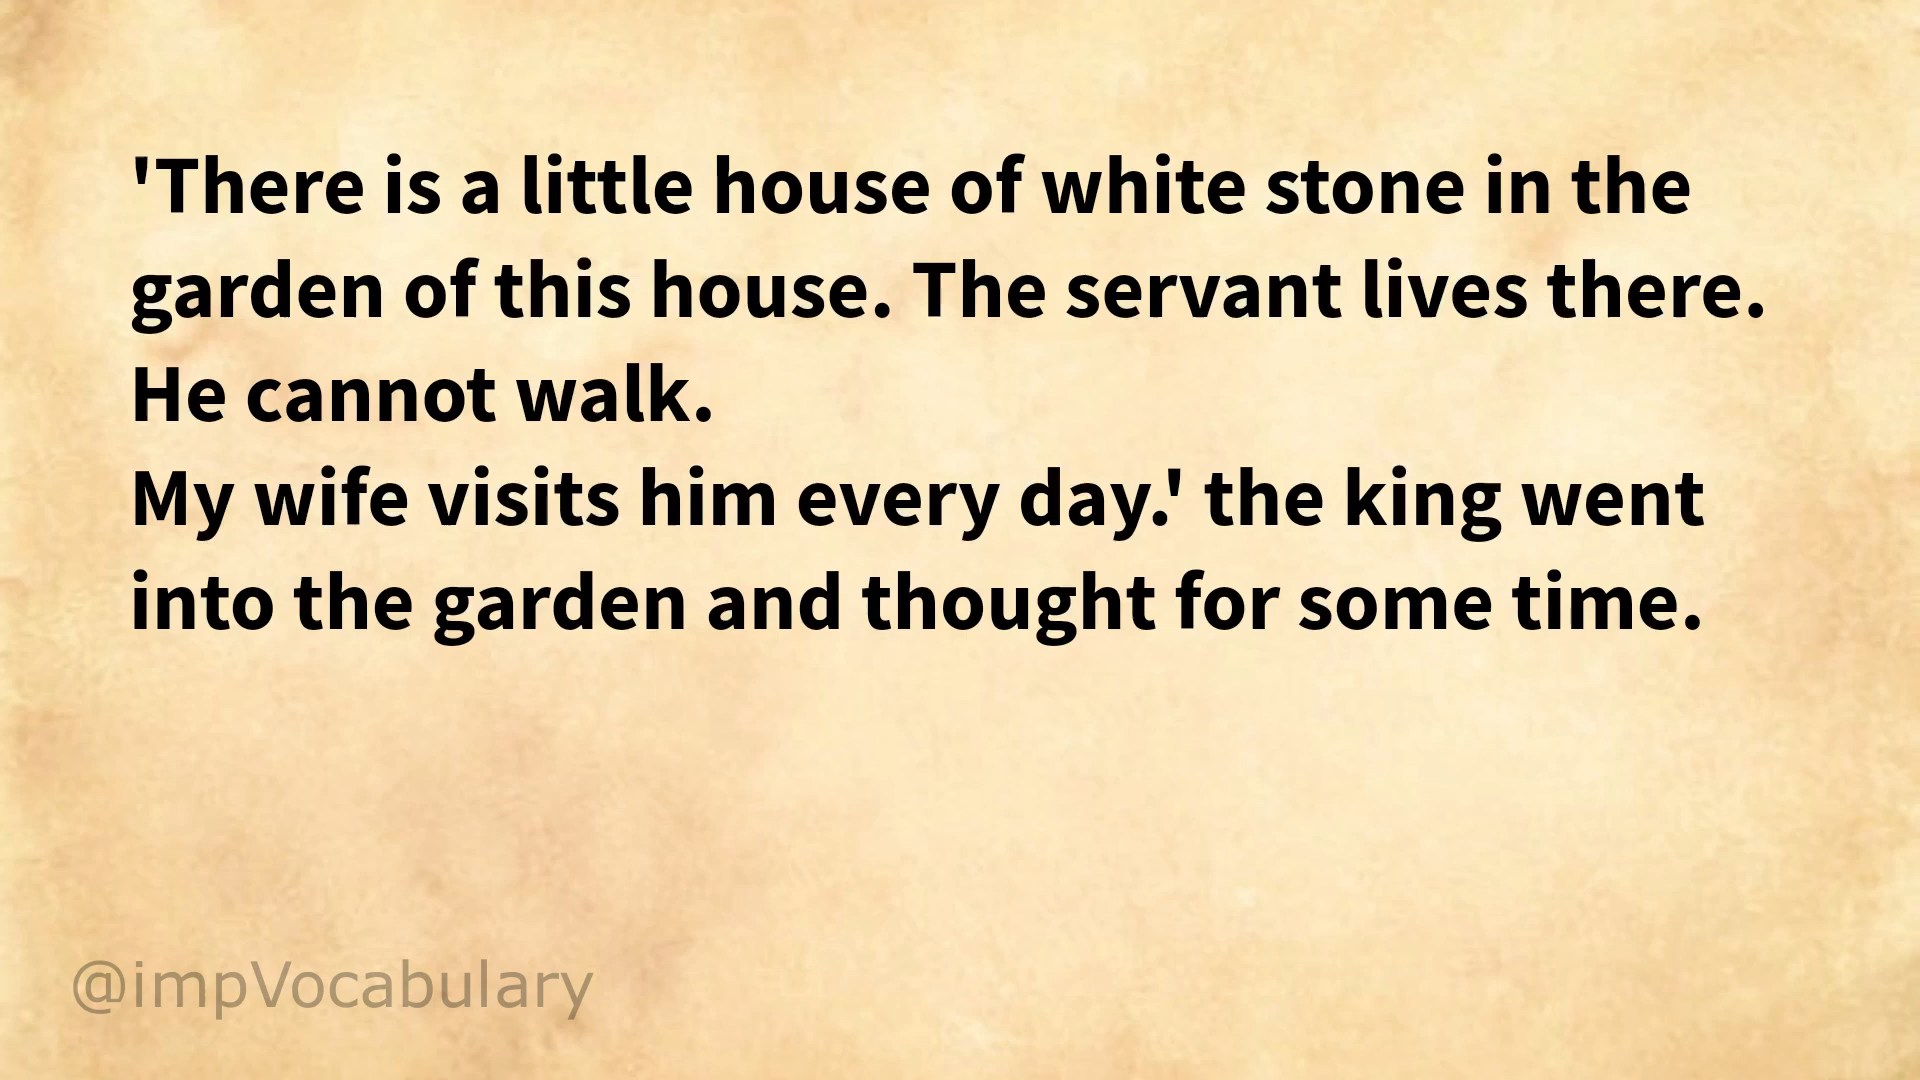 'There is a little house of white stone in the
garden of this house. The servant lives there.
He cannot walk.
My wife visits him every day.' the king went
into the garden and thought for some time.
@impVocabulary